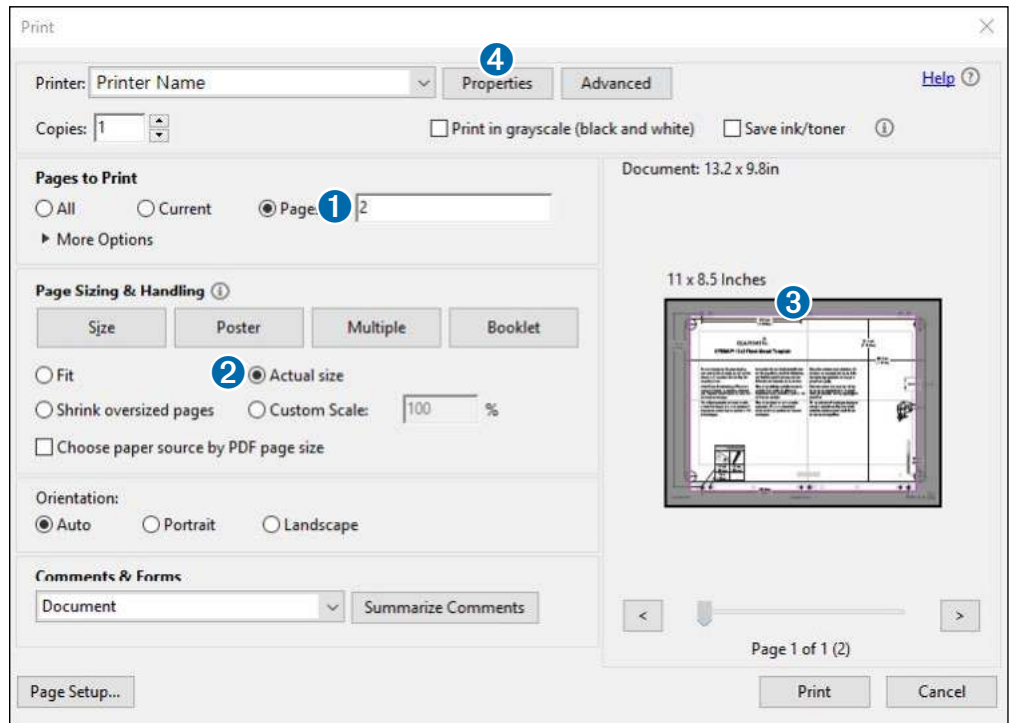 Print
4
Printer: Printer Name Properties Advanced Help ?
Copies: 1 Print in grayscale (black and white) Save ink/toner
Pages to Print
Document: 13.2 x 9.8in
All Current Page 1 2
More Options
11 x 8.5 Inches
3
Page Sizing & Handling
Size Poster Multiple Booklet
Fit 2 Actual size
Shrink oversized pages Custom Scale: 100 %
Choose paper source by PDF page size
Orientation:
Auto Portrait Landscape
Comments & Forms
Document Summarize Comments
< >
Page 1 of 1 (2)
Page Setup... Print Cancel